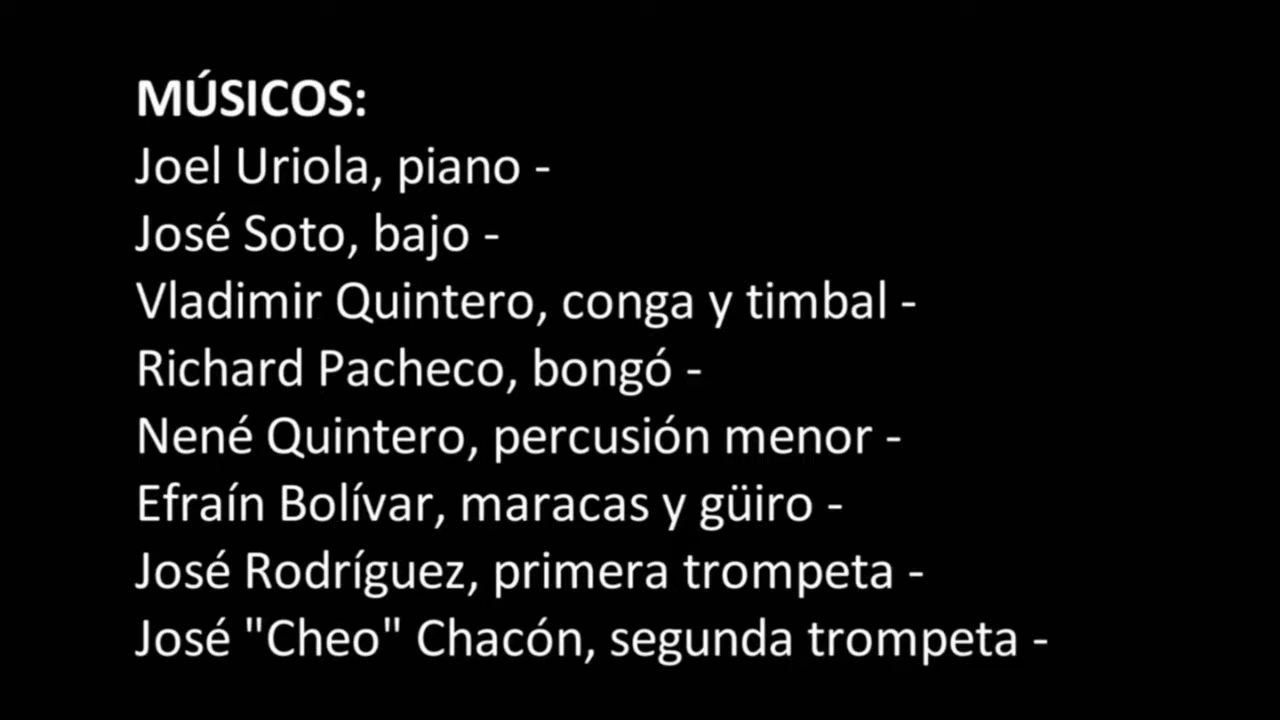 MÚSICOS:
Joel Uriola, piano -
José Soto, bajo -
Vladimir Quintero, conga y timbal -
Richard Pacheco, bongó -
Nené Quintero, percusión menor -
Efraín Bolívar, maracas y güiro -
José Rodríguez, primera trompeta -
José "Cheo" Chacón, segunda trompeta -